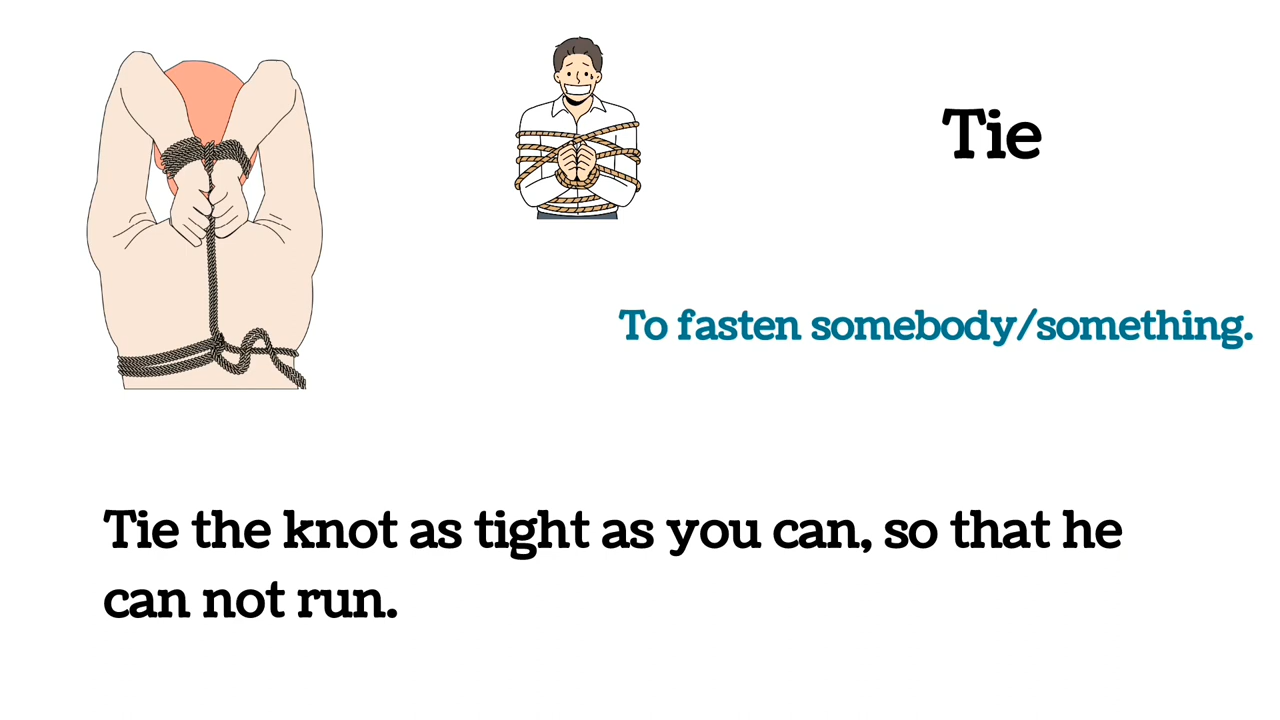 Tie
To fasten somebody/something.
Tie the knot as tight as you can, so that he
can not run.